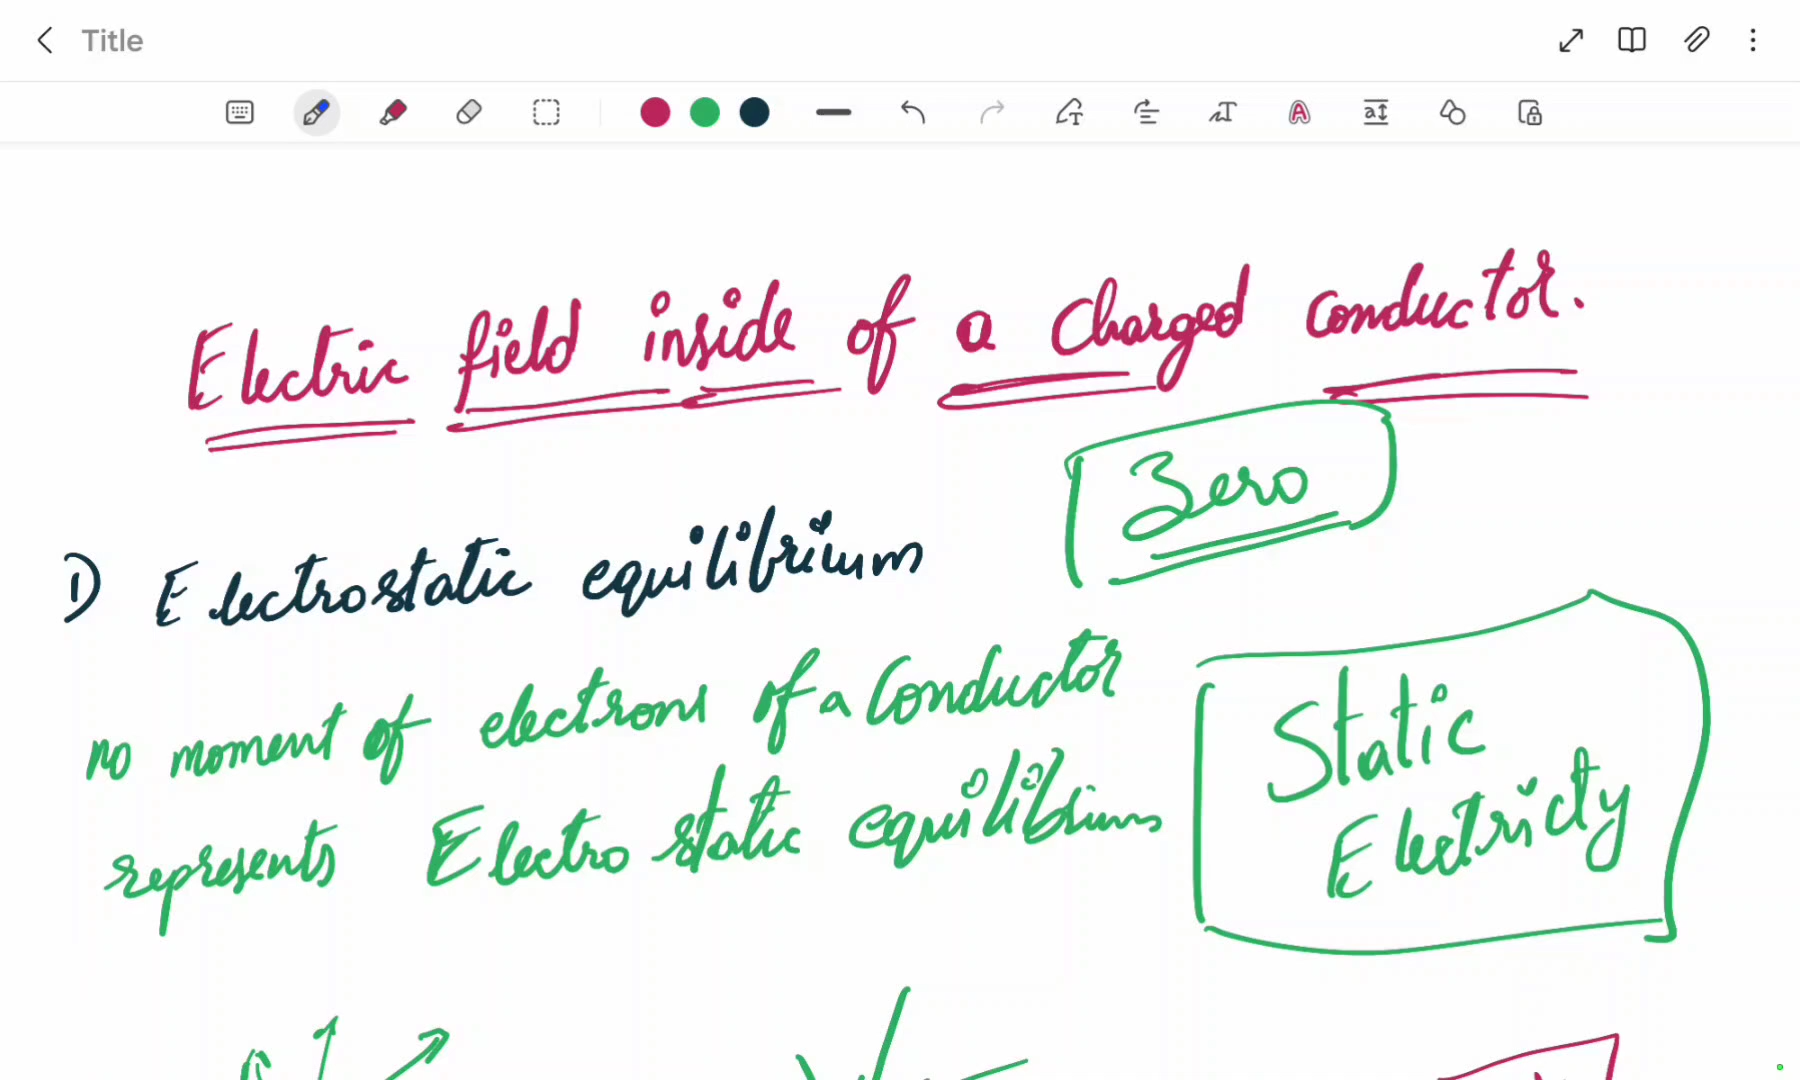 Title
Electric field inside of a charged conductor.
Zero
1) Electrostatic equilibrium
no moment of electrons of a Conductor
represents Electro static equilibrium
Static
Electricty